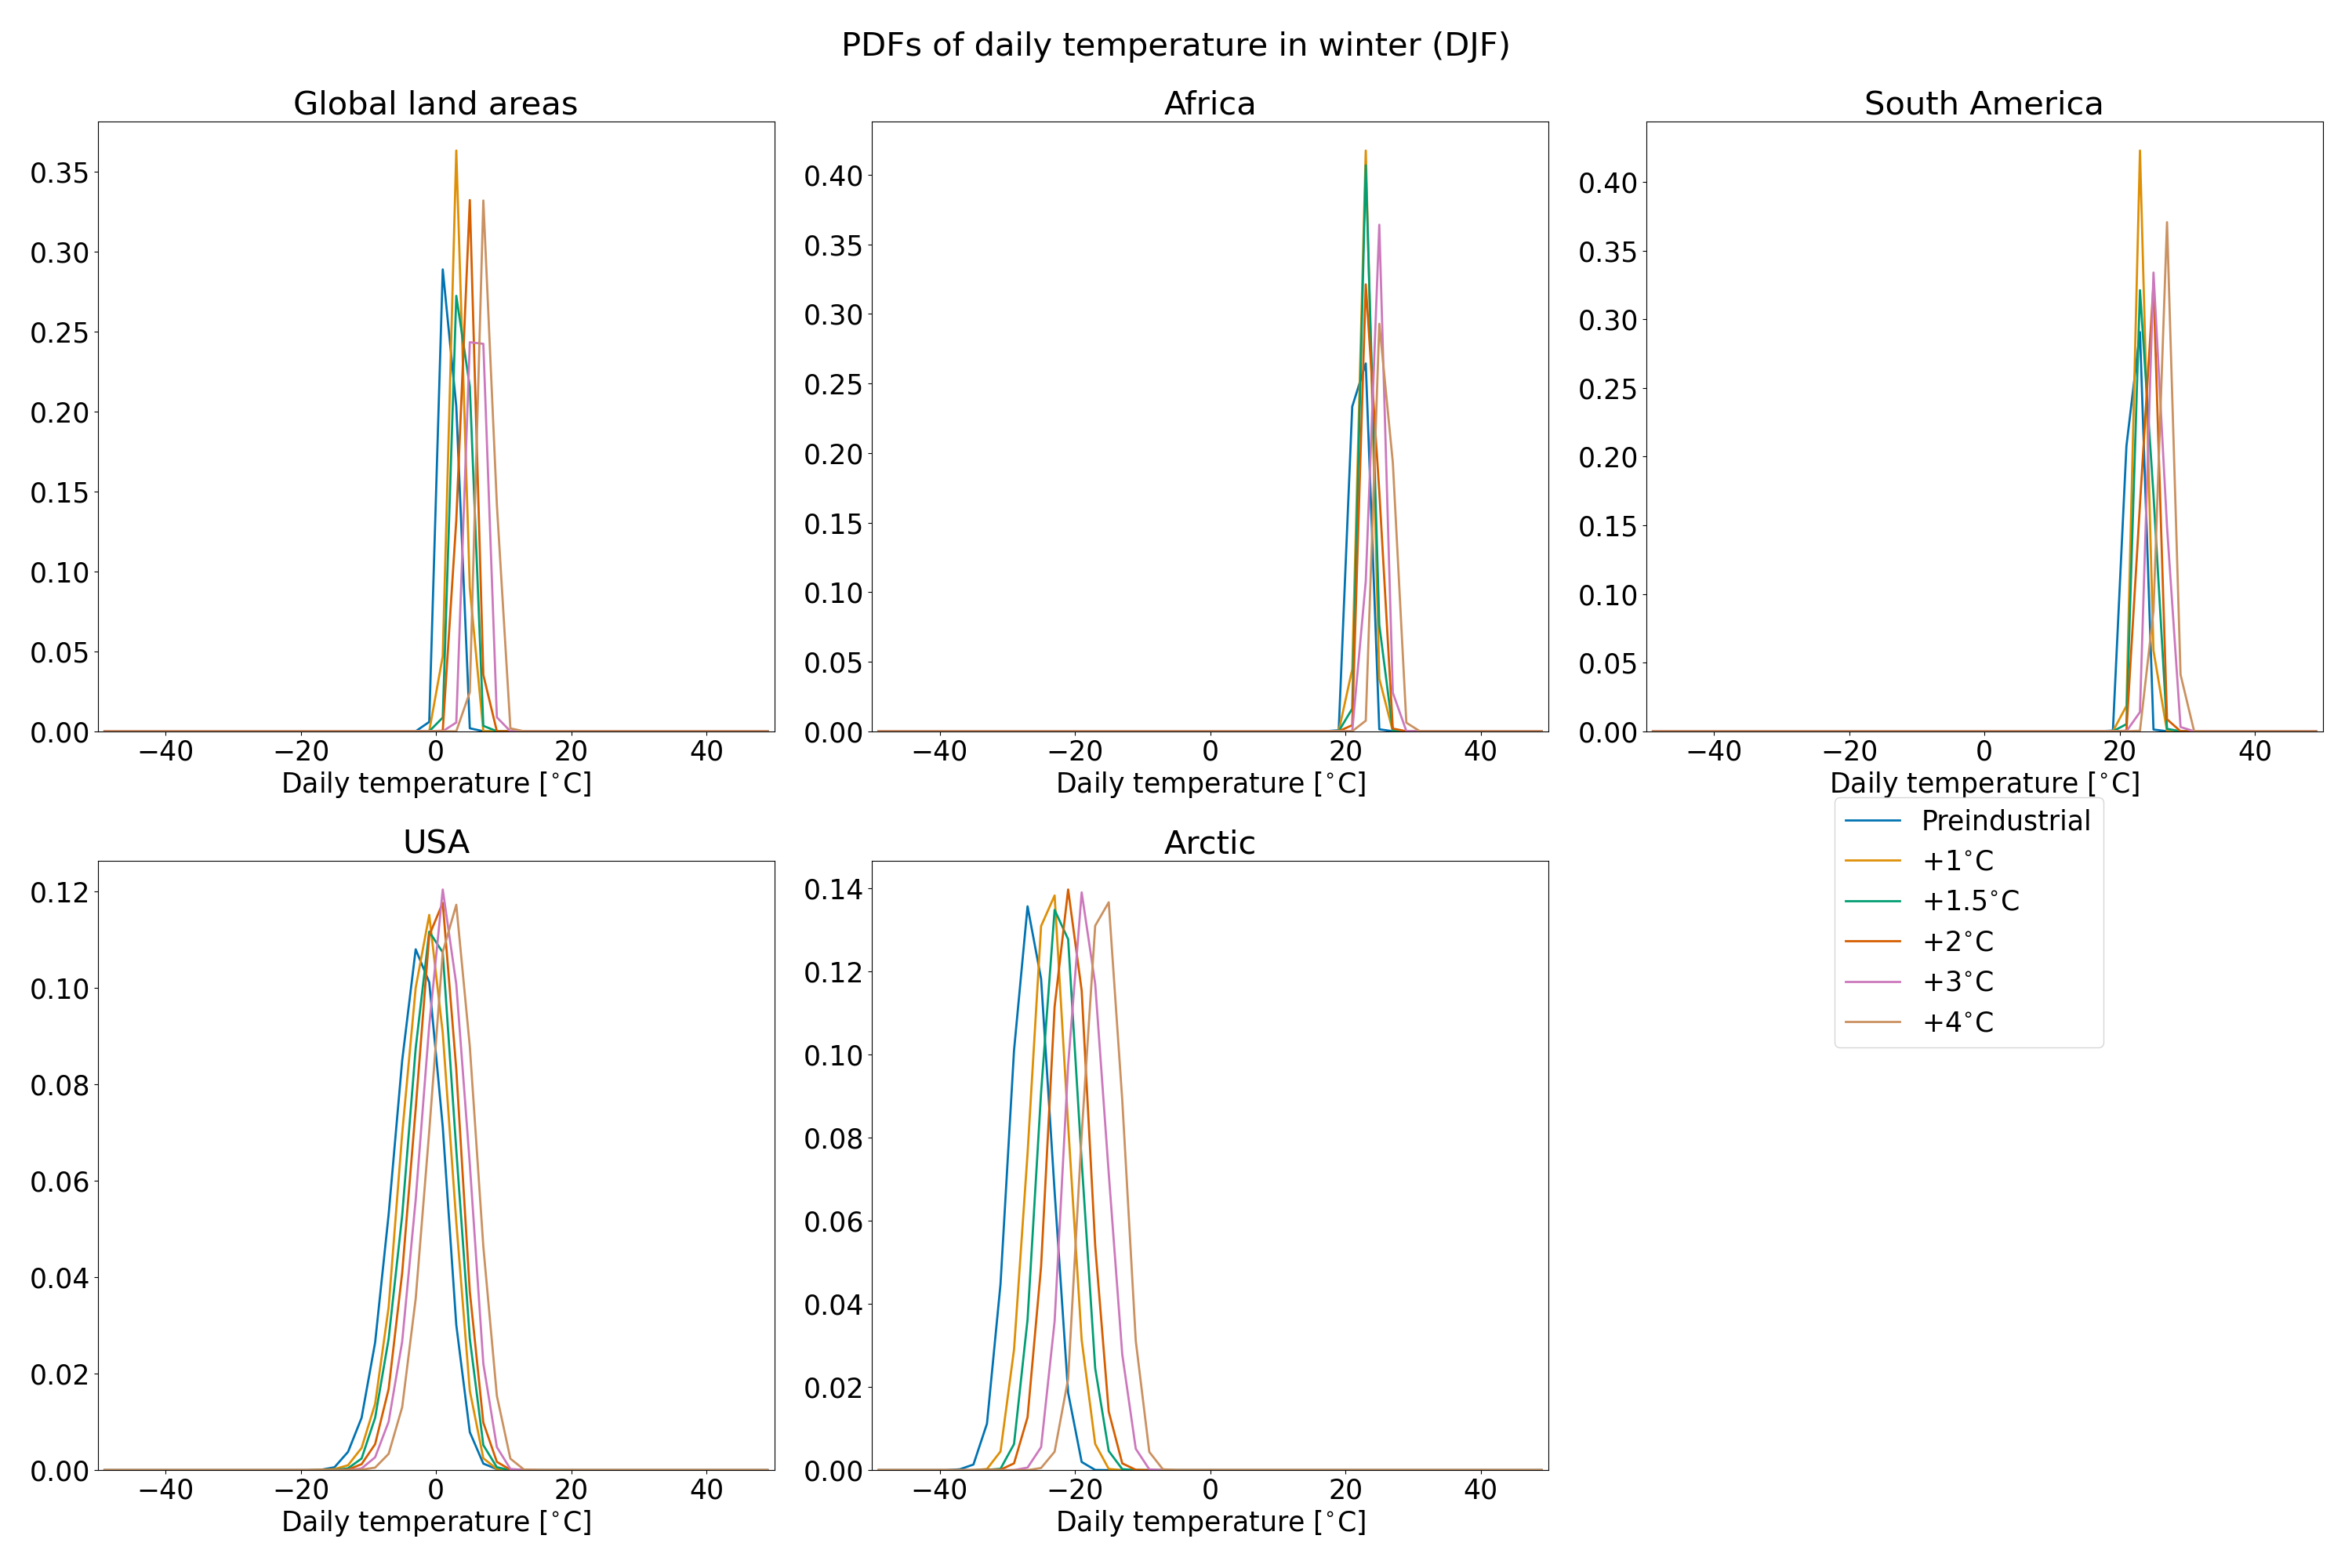 PDFs of daily temperature in winter (DJF)
Global land areas
0.35
0.30
0.25
0.20
0.15
0.10
0.05
0.00
−40 −20 0 20 40
Daily temperature [°C]
Africa
0.40
0.35
0.30
0.25
0.20
0.15
0.10
0.05
0.00
−40 −20 0 20 40
Daily temperature [°C]
South America
0.40
0.35
0.30
0.25
0.20
0.15
0.10
0.05
0.00
−40 −20 0 20 40
Daily temperature [°C]
USA
0.12
0.10
0.08
0.06
0.04
0.02
0.00
−40 −20 0 20 40
Daily temperature [°C]
Arctic
0.14
0.12
0.10
0.08
0.06
0.04
0.02
0.00
−40 −20 0 20 40
Daily temperature [°C]
Preindustrial
+1°C
+1.5°C
+2°C
+3°C
+4°C